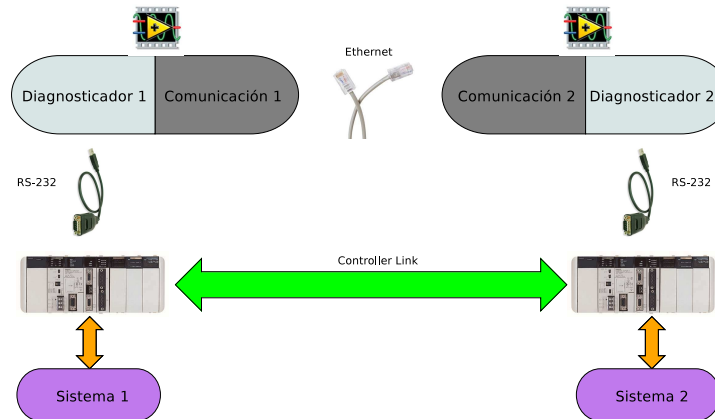 Ethernet
Diagnosticador 1
Comunicación 1
Comunicación 2
Diagnosticador 2
RS-232
RS-232
Controller Link
Sistema 1
Sistema 2